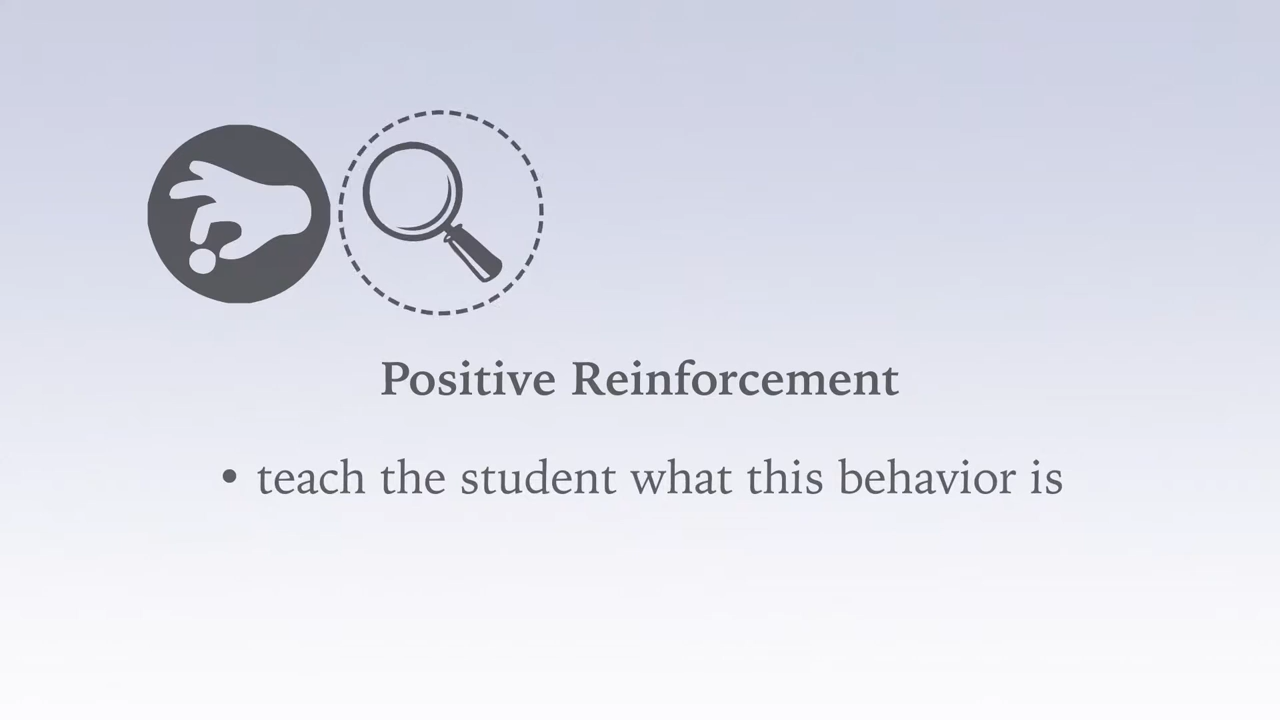 Positive Reinforcement
• teach the student what this behavior is